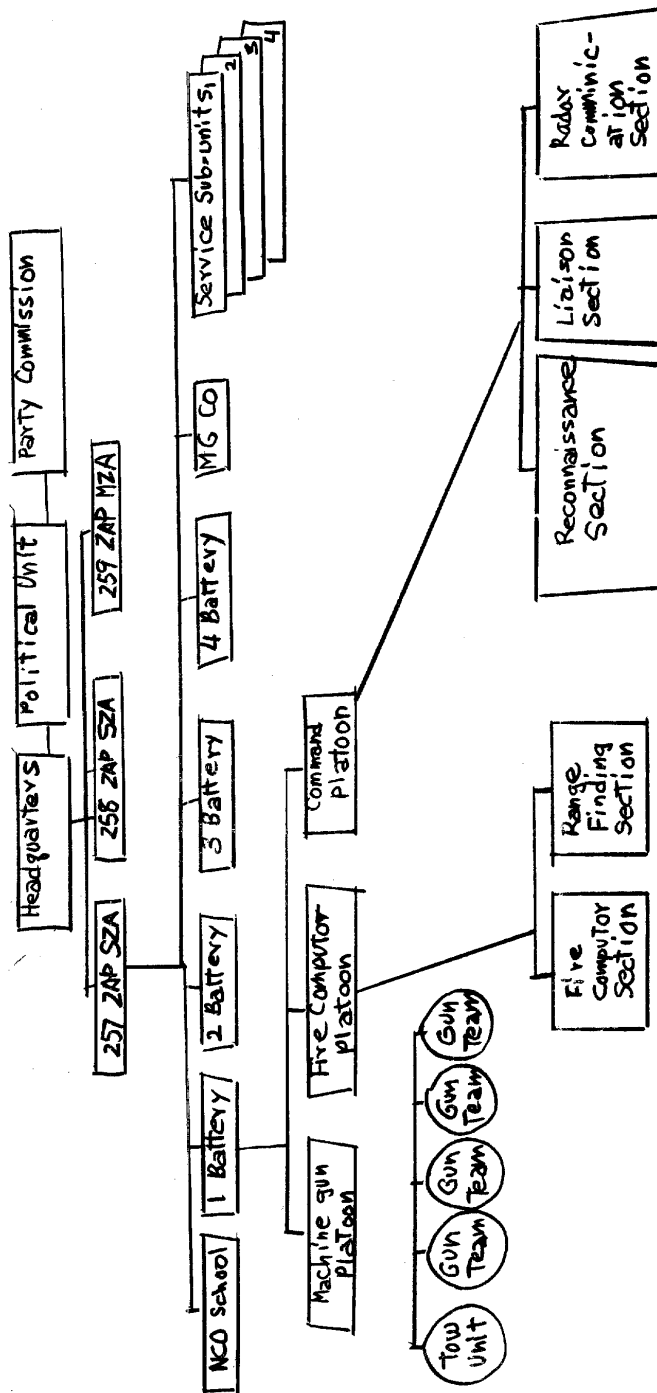 Headquarters
Political Unit
Party Commission
257 ZAP SZA
258 ZAP SZA
259 ZAP MZA
NCO School
1 Battery
2 Battery
3 Battery
4 Battery
MG Co
Service Sub-units, 1
2
3
4
Machine gun
Platoon
Fire Computor
Platoon
Command
Platoon
Tow
Unit
Gun
Team
Gun
Team
Gun
Team
Gun
Team
Fire
Computor
Section
Range
Finding
Section
Reconnaissance
Section
Liaison
Section
Radar
Comminic-
ation
Section